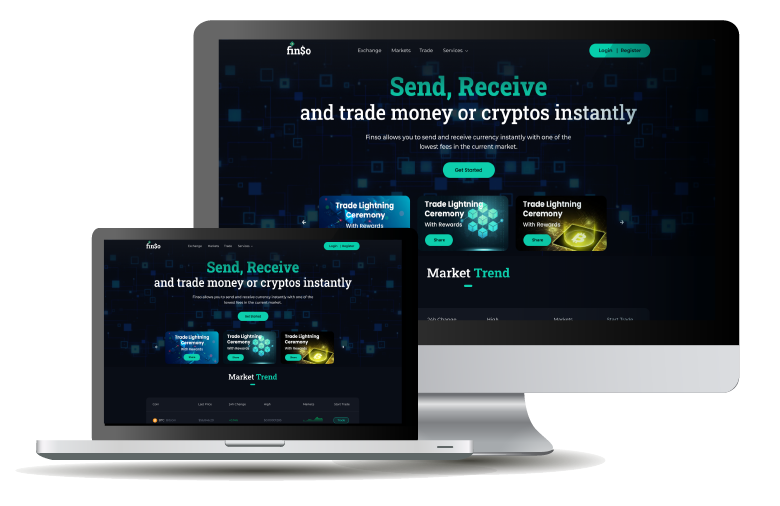 fin$o
Exchange Markets Trade Services
Login | Register
Send, Receive
and trade money or cryptos instantly
Finso allows you to send and receive currency instantly with one of the
lowest fees in the current market.
Get Started
Trade Lightning
Ceremony
With Rewards
Trade Lightning
Ceremony
With Rewards
Share
Trade Lightning
Ceremony
With Rewards
Share
Market Trend
24h Change High Markets Start Trade
fin$o
Exchange Markets Trade Services
Login | Register
Send, Receive
and trade money or cryptos instantly
Finso allows you to send and receive currency instantly with one of the
lowest fees in the current market.
Get Started
Trade Lightning
Ceremony
With Rewards
Share
Trade Lightning
Ceremony
With Rewards
Share
Trade Lightning
Ceremony
With Rewards
Share
Market Trend
Coin Last Price 24h Change High Markets Start Trade
BTC